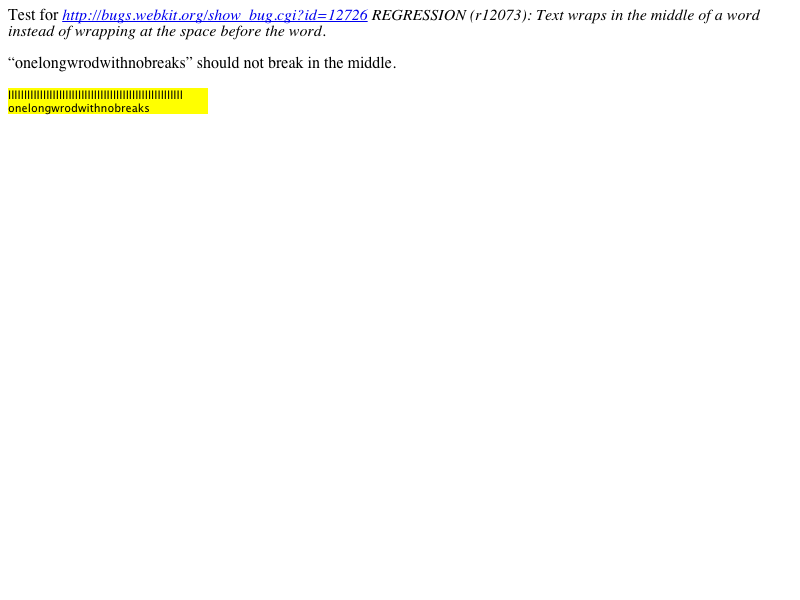 Test for http://bugs.webkit.org/show_bug.cgi?id=12726 REGRESSION (r12073): Text wraps in the middle of a word
instead of wrapping at the space before the word.
“onelongwrodwithnobreaks” should not break in the middle.
llllllllllllllllllllllllllllllllllllllllllllllllllllllll
onelongwrodwithnobreaks